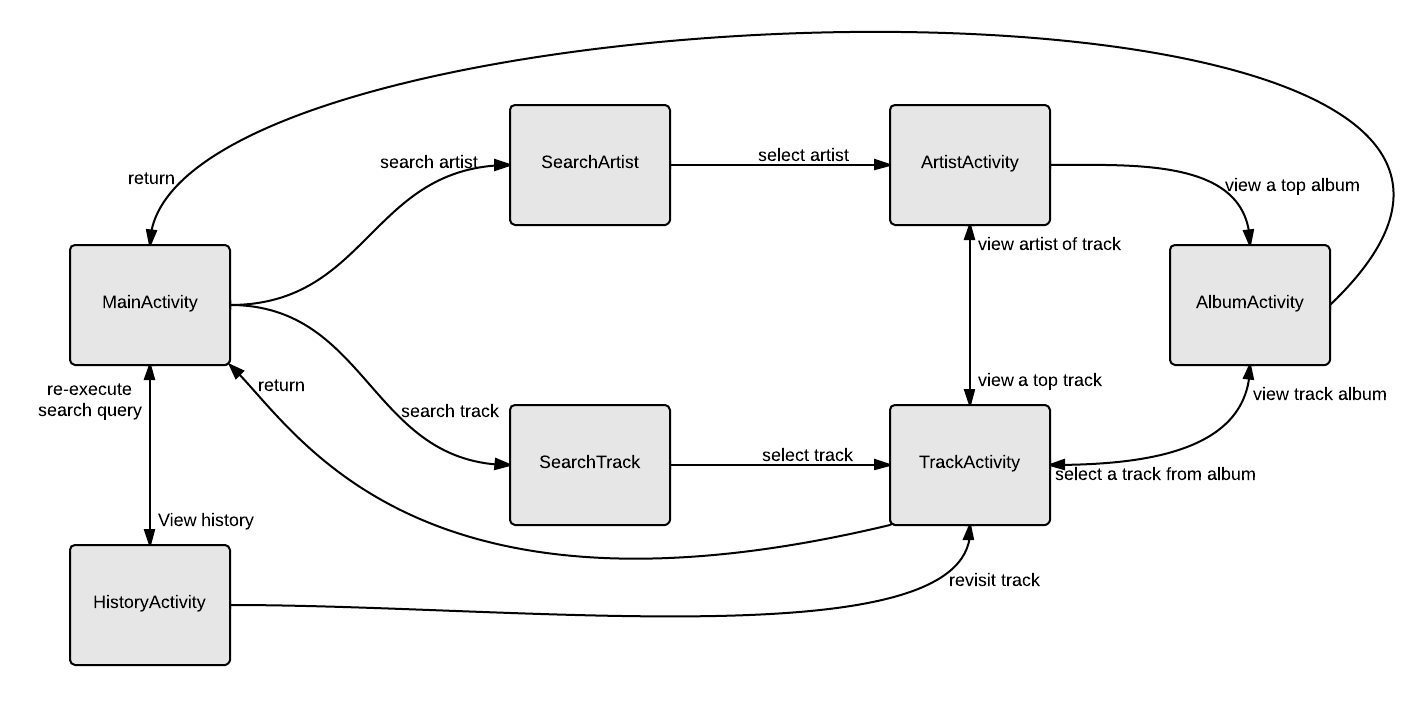 return
search artist
SearchArtist
select artist
ArtistActivity
view a top album
view artist of track
MainActivity
AlbumActivity
re-execute
search query
return
search track
view a top track
view track album
SearchTrack
select track
TrackActivity
select a track from album
View history
revisit track
HistoryActivity